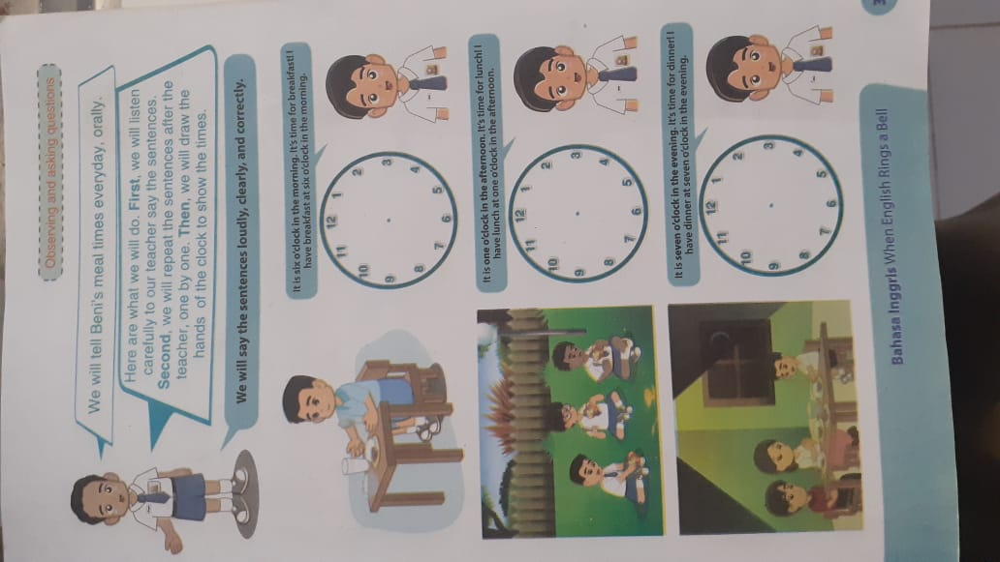 Observing and asking questions
We will tell Beni's meal times everyday, orally.
Here are what we will do. First, we will listen
carefully to our teacher say the sentences.
Second, we will repeat the sentences after the
teacher, one by one. Then, we will draw the
hands of the clock to show the times.
We will say the sentences loudly, clearly, and correctly.
It is six o'clock in the morning. It's time for breakfast! I
have breakfast at six o'clock in the morning.
12 1 2 3 4 5 6 7 8 9 10 11
It is one o'clock in the afternoon. It's time for lunch! I
have lunch at one o'clock in the afternoon.
12 1 2 3 4 5 6 7 8 9 10 11
It is seven o'clock in the evening. It's time for dinner! I
have dinner at seven o'clock in the evening.
12 1 2 3 4 5 6 7 8 9 10 11
Bahasa Inggris When English Rings a Bell